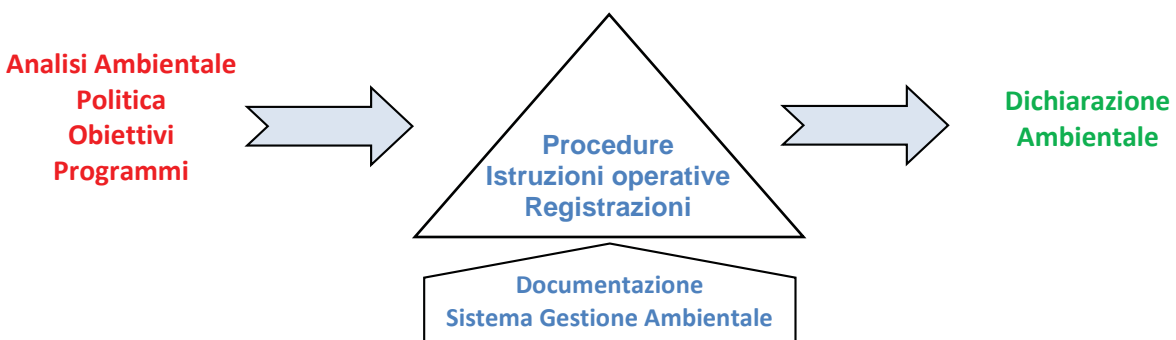 Analisi Ambientale
Politica
Obiettivi
Programmi
Procedure
Istruzioni operative
Registrazioni
Dichiarazione
Ambientale
Documentazione
Sistema Gestione Ambientale